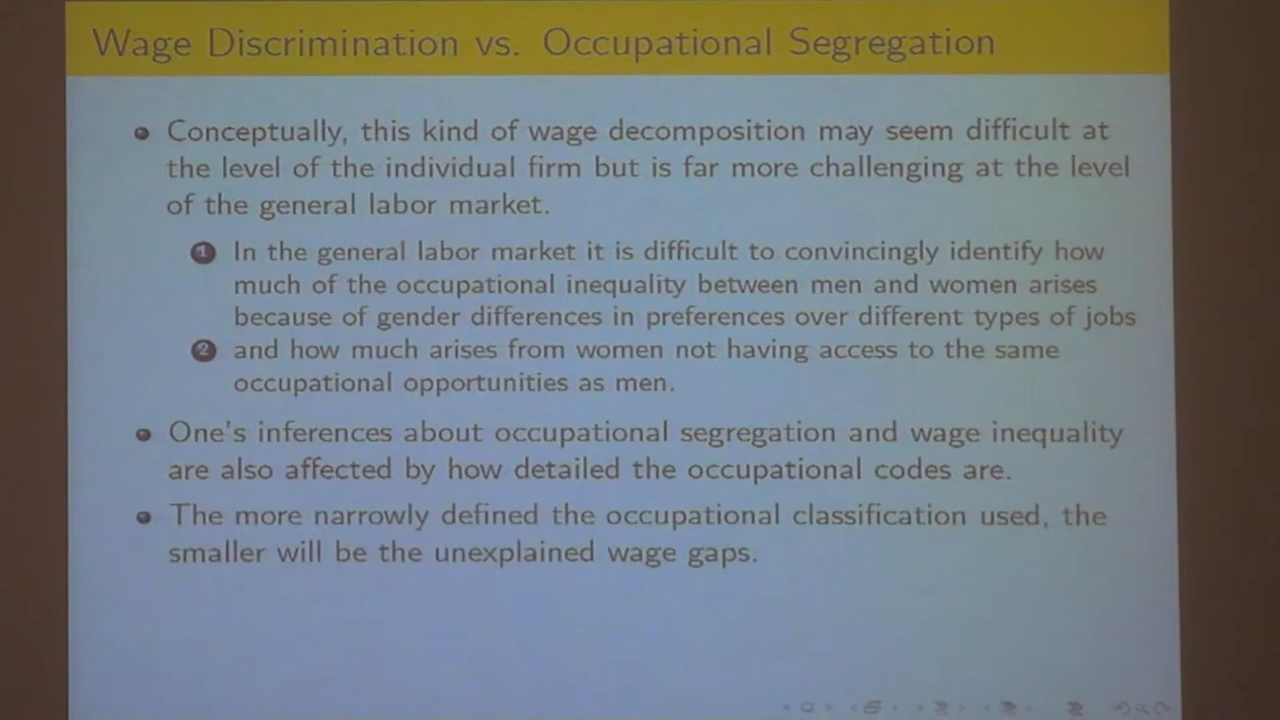 Wage Discrimination vs. Occupational Segregation
Conceptually, this kind of wage decomposition may seem difficult at
the level of the individual firm but is far more challenging at the level
of the general labor market.
1 In the general labor market it is difficult to convincingly identify how
much of the occupational inequality between men and women arises
because of gender differences in preferences over different types of jobs
2 and how much arises from women not having access to the same
occupational opportunities as men.
One's inferences about occupational segregation and wage inequality
are also affected by how detailed the occupational codes are.
The more narrowly defined the occupational classification used, the
smaller will be the unexplained wage gaps.